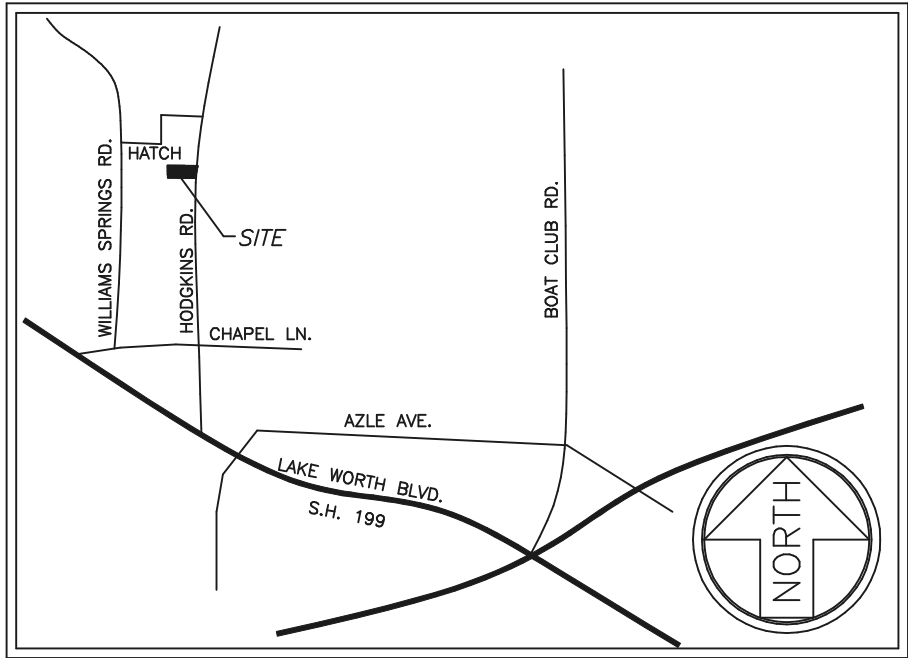 HATCH
WILLIAMS SPRINGS RD.
HODGKINS RD.
SITE
BOAT CLUB RD.
CHAPEL LN.
AZLE AVE.
LAKE WORTH BLVD.
S.H. 199
NORTH